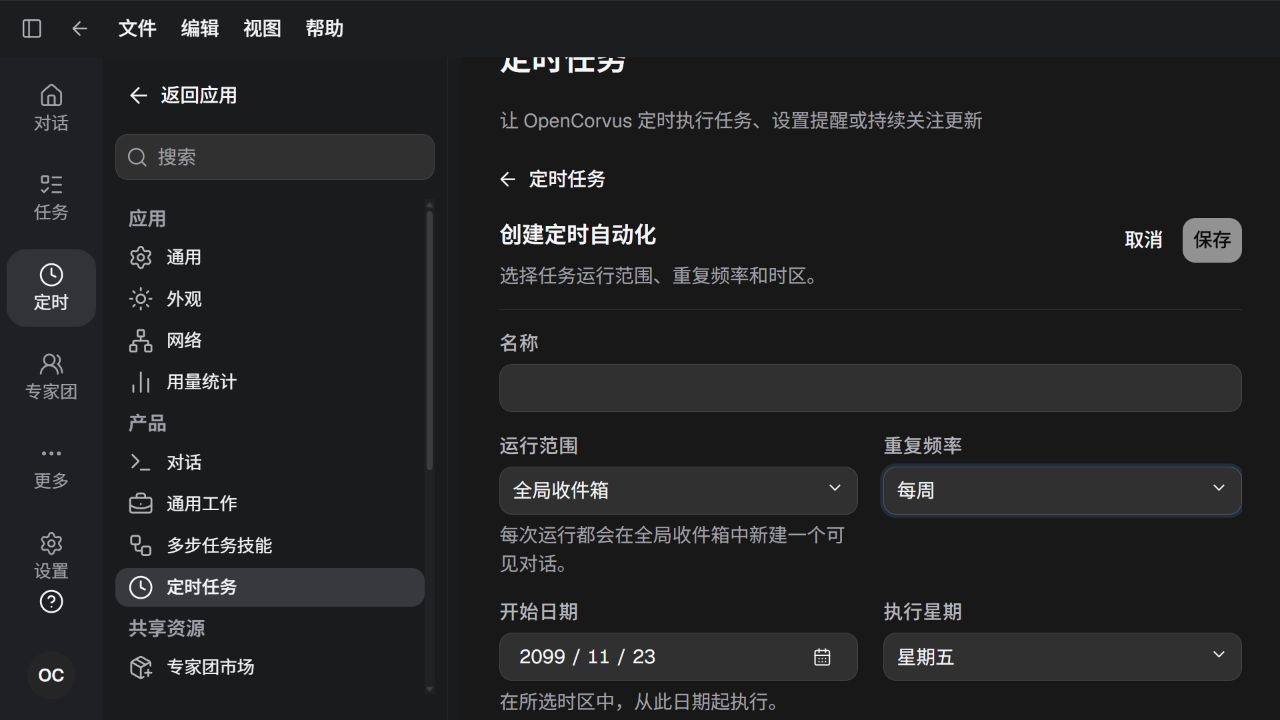 文件 编辑 视图 帮助
对话
任务
定时
专家团
更多
设置
OC
返回应用
搜索
应用
通用
外观
网络
用量统计
产品
对话
通用工作
多步任务技能
定时任务
共享资源
专家团市场
定时任务
让 OpenCorvus 定时执行任务、设置提醒或持续关注更新
定时任务
创建定时自动化
取消 保存
选择任务运行范围、重复频率和时区。
名称
运行范围 重复频率
全局收件箱 每周
每次运行都会在全局收件箱中新建一个可
见对话。
开始日期 执行星期
2099 / 11 / 23 星期五
在所选时区中，从此日期起执行。